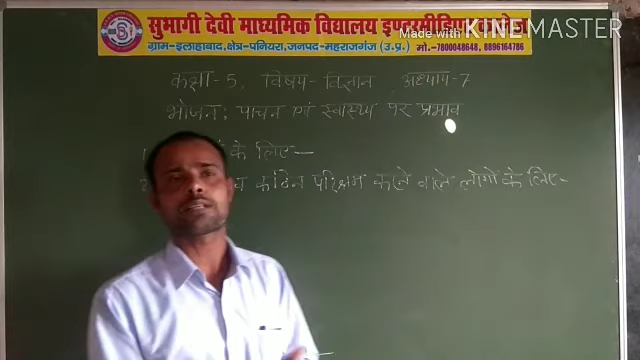 सुभागी देवी माध्यमिक विद्यालय इण्टरमीडिएट कालेज
ग्राम-इलाहाबाद, क्षेत्र-पनियरा, जनपद-महराजगंज (उ.प्र.) मो.-7800048648, 8896164786
Made with KINEMASTER
कक्षा-5, विषय-विज्ञान, अध्याय-7
भोजन; पाचन एवं स्वास्थ्य पर प्रभाव
के लिए—
कठिन परिश्रम करने वाले लोगों के लिए-